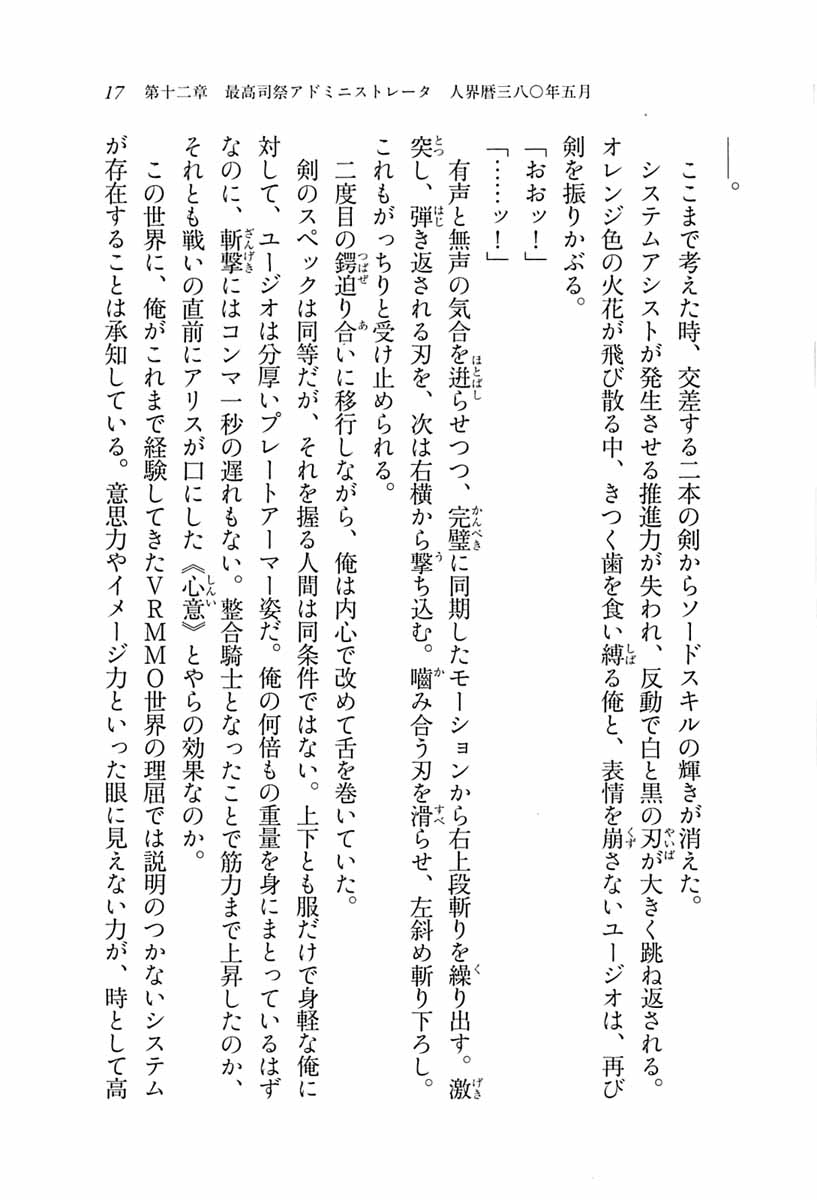 17　第十二章　最高司祭アドミニストレータ　人界暦三八〇年五月
――。
ここまで考えた時、交差する二本の剣からソードスキルの輝きが消えた。
システムアシストが発生させる推進力が失われ、反動で白と黒の刃が大きく跳ね返される。
オレンジ色の火花が飛び散る中、きつく歯を食い縛る俺と、表情を崩さないユージオは、再び
剣を振りかぶる。
「おおッ！」
「……ッ！」
有声と無声の気合を迸らせつつ、完璧に同期したモーションから右上段斬りを繰り出す。激
突し、弾き返される刃を、次は右横から撃ち込む。嚙み合う刃を滑らせ、左斜め斬り下ろし。
これもがっちりと受け止められる。
二度目の鍔迫り合いに移行しながら、俺は内心で改めて舌を巻いていた。
剣のスペックは同等だが、それを握る人間は同条件ではない。上下とも服だけで身軽な俺に
対して、ユージオは分厚いプレートアーマー姿だ。俺の何倍もの重量を身にまとっているはず
なのに、斬撃にはコンマ一秒の遅れもない。整合騎士となったことで筋力まで上昇したのか、
それとも戦いの直前にアリスが口にした《心意》とやらの効果なのか。
この世界に、俺がこれまで経験してきたＶＲＭＭＯ世界の理屈では説明のつかないシステム
が存在することは承知している。意思力やイメージ力といった眼に見えない力が、時として高